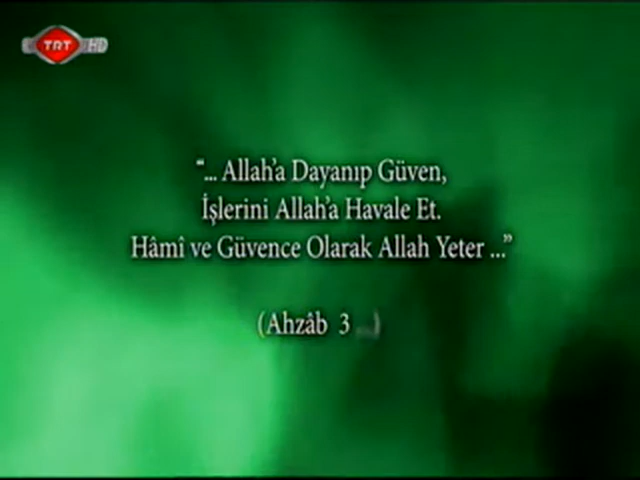 TRT HD
"... Allah'a Dayanıp Güven,
İşlerini Allah'a Havale Et.
Hâmî ve Güvence Olarak Allah Yeter ..."
(Ahzâb 3 ...)